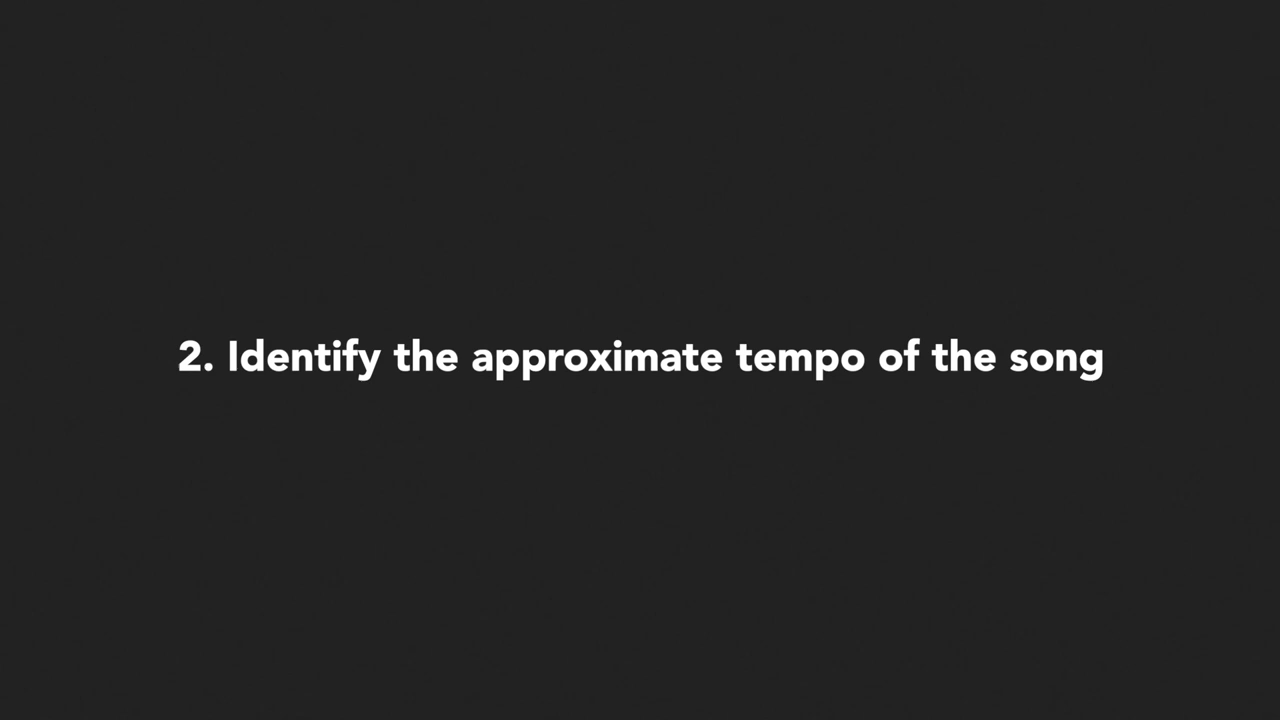 2. Identify the approximate tempo of the song